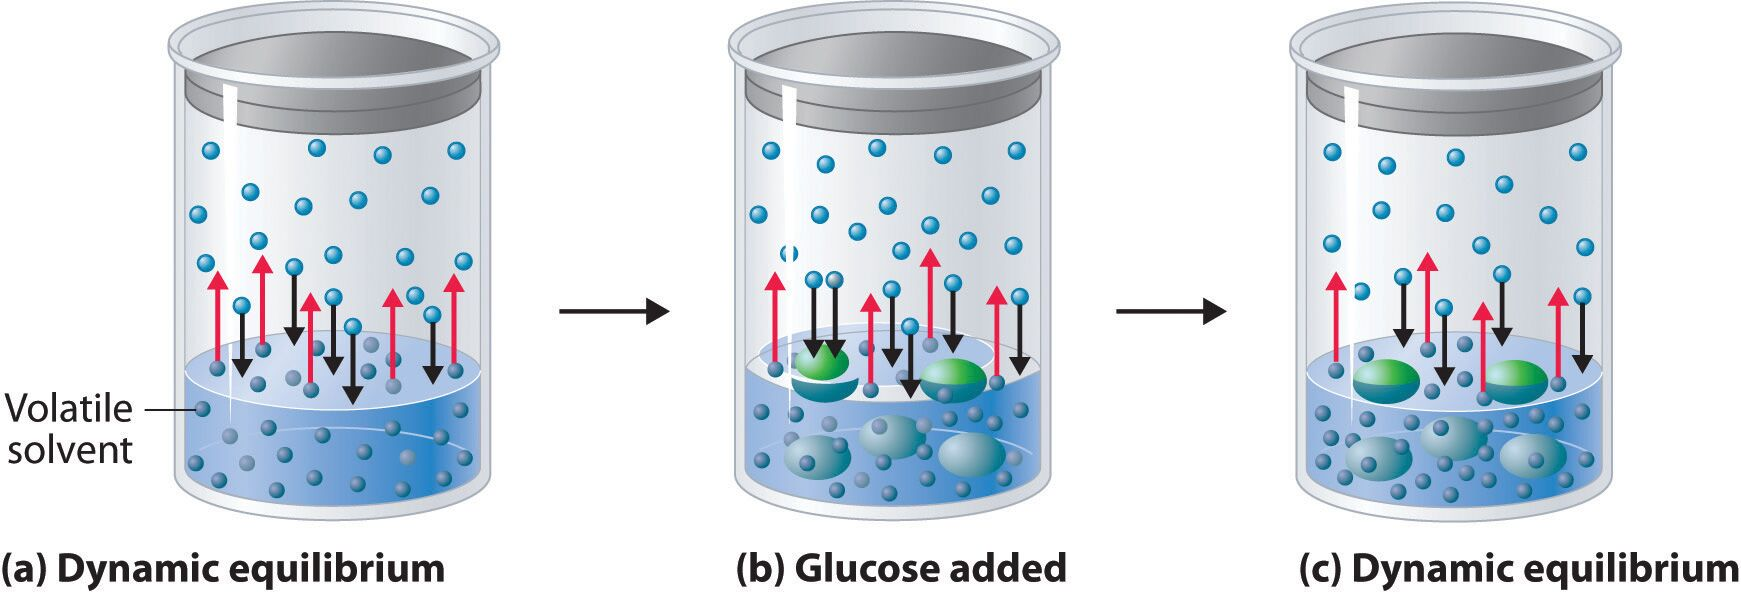 Volatile
solvent
(a) Dynamic equilibrium
(b) Glucose added
(c) Dynamic equilibrium